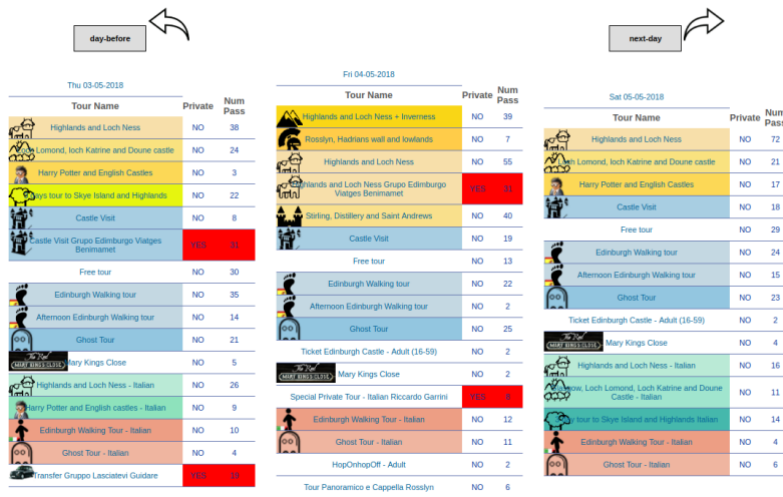 day-before
next-day
Thu 03-05-2018
Tour Name Private Num Pass
Highlands and Loch Ness NO 38
Lomond, loch Katrine and Doune castle NO 24
Harry Potter and English Castles NO 3
tour to Skye Island and Highlands NO 22
Castle Visit NO 8
Castle Visit Grupo Edimburgo Viatges
Benimamet YES 31
Free tour NO 30
Edinburgh Walking tour NO 35
Afternoon Edinburgh Walking tour NO 14
Ghost Tour NO 21
The Real MARY KING'S CLOSE Mary Kings Close NO 5
Highlands and Loch Ness - Italian NO 26
Harry Potter and English castles - Italian NO 9
Edinburgh Walking Tour - Italian NO 10
Ghost Tour - Italian NO 4
Transfer Gruppo Lasciatevi Guidare YES 19
Fri 04-05-2018
Tour Name Private Num Pass
Highlands and Loch Ness + Inverness NO 39
Rosslyn, Hadrians wall and lowlands NO 7
Highlands and Loch Ness NO 55
Highlands and Loch Ness Grupo Edimburgo
Viatges Benimamet YES 31
Stirling, Distillery and Saint Andrews NO 40
Castle Visit NO 19
Free tour NO 13
Edinburgh Walking tour NO 22
Afternoon Edinburgh Walking tour NO 2
Ghost Tour NO 25
Ticket Edinburgh Castle - Adult (16-59) NO 2
The Real MARY KING'S CLOSE Mary Kings Close NO 2
Special Private Tour - Italian Riccardo Garrini YES
Edinburgh Walking Tour - Italian NO 12
Ghost Tour - Italian NO 11
HopOnhopOff - Adult NO 2
Tour Panoramico e Cappella Rosslyn NO 6
Sat 05-05-2018
Tour Name Private Num Pass
Highlands and Loch Ness NO 72
Lomond, loch Katrine and Doune castle NO 21
Harry Potter and English Castles NO 17
Castle Visit NO 18
Free tour NO 29
Edinburgh Walking tour NO 24
Afternoon Edinburgh Walking tour NO 15
Ghost Tour NO 23
Ticket Edinburgh Castle - Adult (16-59) NO 2
The Real MARY KING'S CLOSE Mary Kings Close NO 4
Highlands and Loch Ness - Italian NO 16
Loch Lomond, Loch Katrine and Doune
Castle - Italian NO 11
tour to Skye Island and Highlands Italian NO 14
Edinburgh Walking Tour - Italian NO 4
Ghost Tour - Italian NO 6